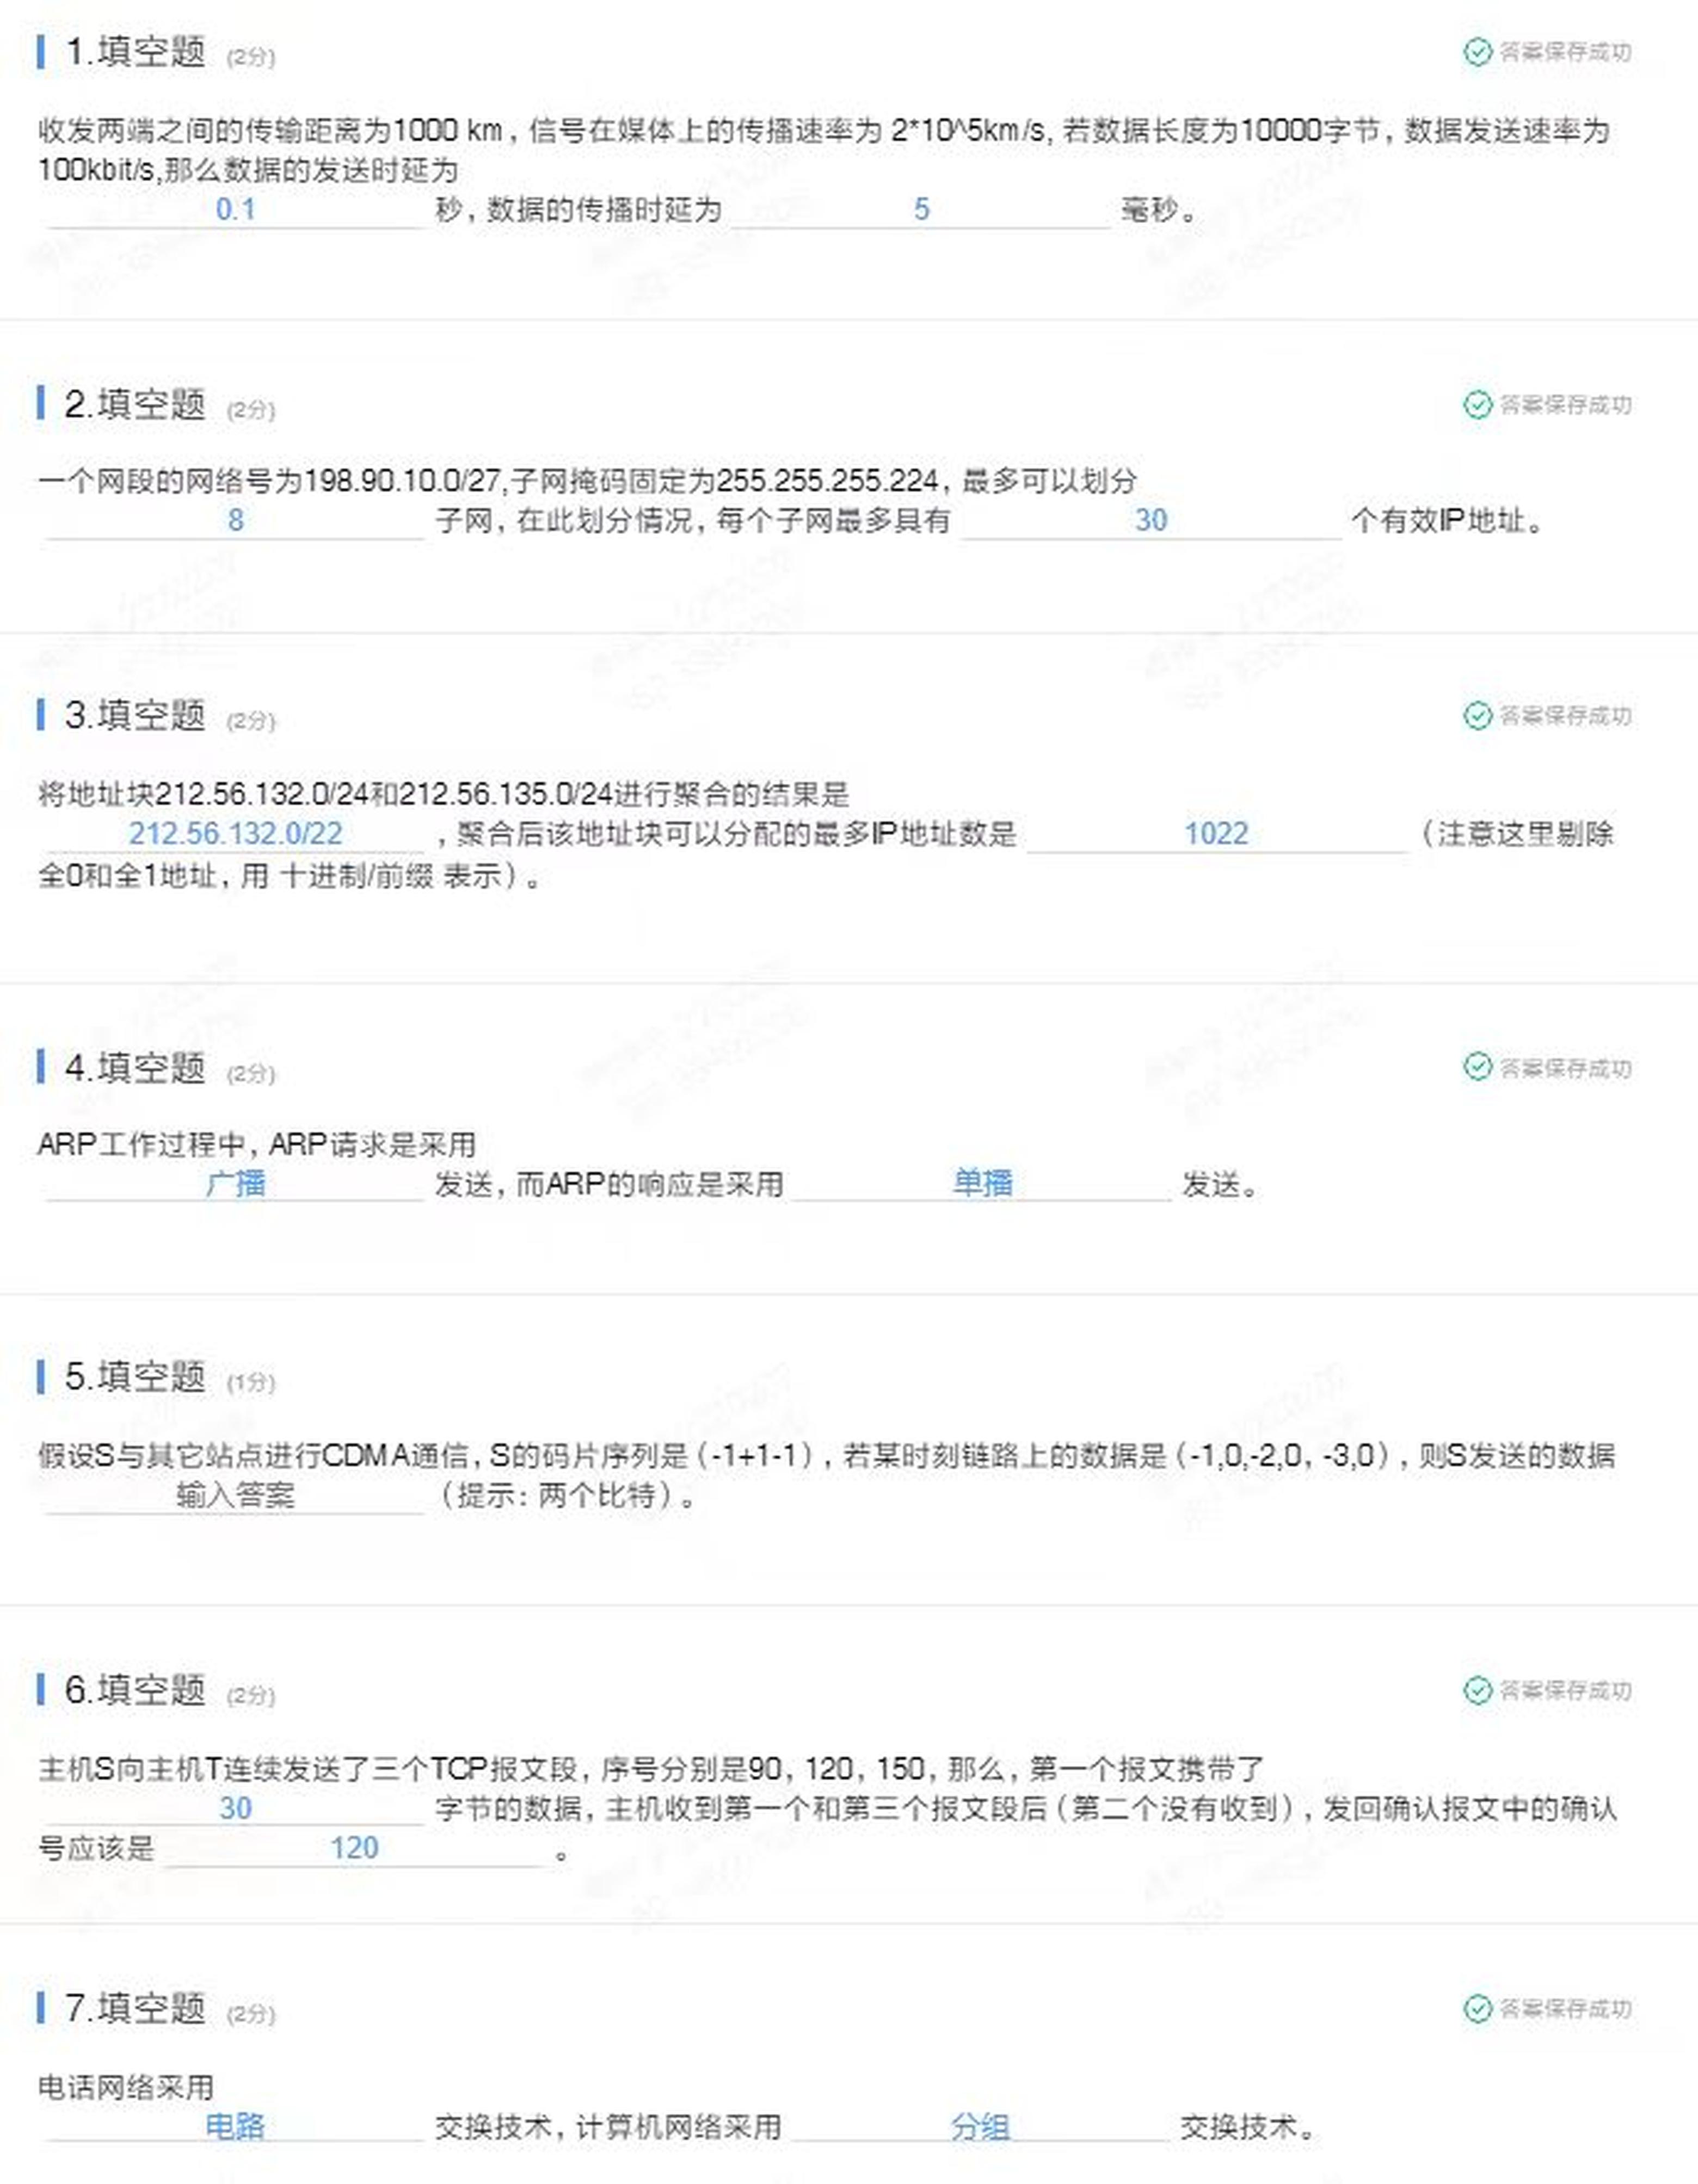 1.填空题 (2分) 答案保存成功
收发两端之间的传输距离为1000 km，信号在媒体上的传播速率为 2*10^5km/s, 若数据长度为10000字节，数据发送速率为
100kbit/s,那么数据的发送时延为
0.1 秒，数据的传播时延为 5 毫秒。
2.填空题 (2分) 答案保存成功
一个网段的网络号为198.90.10.0/27,子网掩码固定为255.255.255.224，最多可以划分
8 子网，在此划分情况，每个子网最多具有 30 个有效IP地址。
3.填空题 (2分) 答案保存成功
将地址块212.56.132.0/24和212.56.135.0/24进行聚合的结果是
212.56.132.0/22 ，聚合后该地址块可以分配的最多IP地址数是 1022 （注意这里剔除
全0和全1地址，用 十进制/前缀 表示）。
4.填空题 (2分) 答案保存成功
ARP工作过程中，ARP请求是采用
广播 发送，而ARP的响应是采用 单播 发送。
5.填空题 (1分)
假设S与其它站点进行CDMA通信，S的码片序列是（-1+1-1），若某时刻链路上的数据是（-1,0,-2,0，-3,0），则S发送的数据
输入答案 （提示：两个比特）。
6.填空题 (2分) 答案保存成功
主机S向主机T连续发送了三个TCP报文段，序号分别是90，120，150，那么，第一个报文携带了
30 字节的数据，主机收到第一个和第三个报文段后（第二个没有收到），发回确认报文中的确认
号应该是 120 。
7.填空题 (2分) 答案保存成功
电话网络采用
电路 交换技术，计算机网络采用 分组 交换技术。